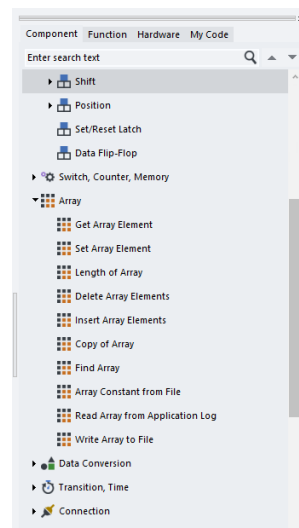 Component Function Hardware My Code
Enter search text
Shift
Position
Set/Reset Latch
Data Flip-Flop
Switch, Counter, Memory
Array
Get Array Element
Set Array Element
Length of Array
Delete Array Elements
Insert Array Elements
Copy of Array
Find Array
Array Constant from File
Read Array from Application Log
Write Array to File
Data Conversion
Transition, Time
Connection